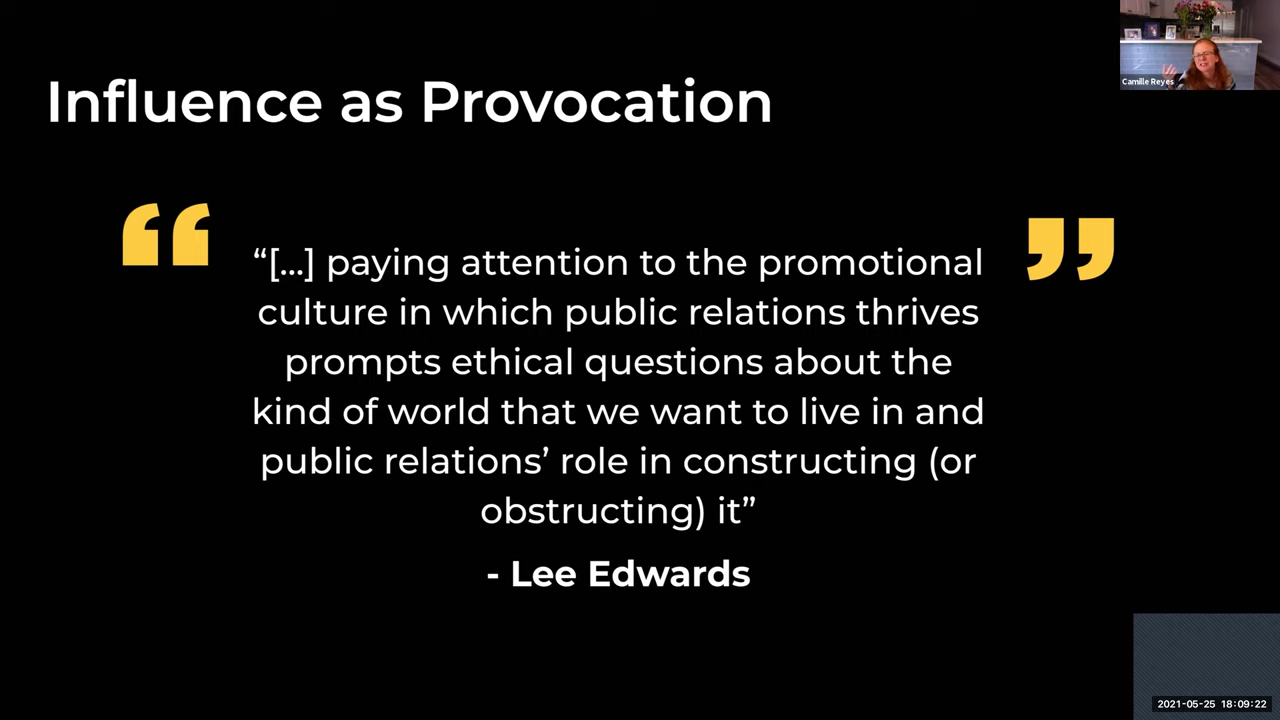 Influence as Provocation
Camille Reyes
“
”
“[...] paying attention to the promotional
culture in which public relations thrives
prompts ethical questions about the
kind of world that we want to live in and
public relations’ role in constructing (or
obstructing) it”
- Lee Edwards
2021-05-25 18:09:22